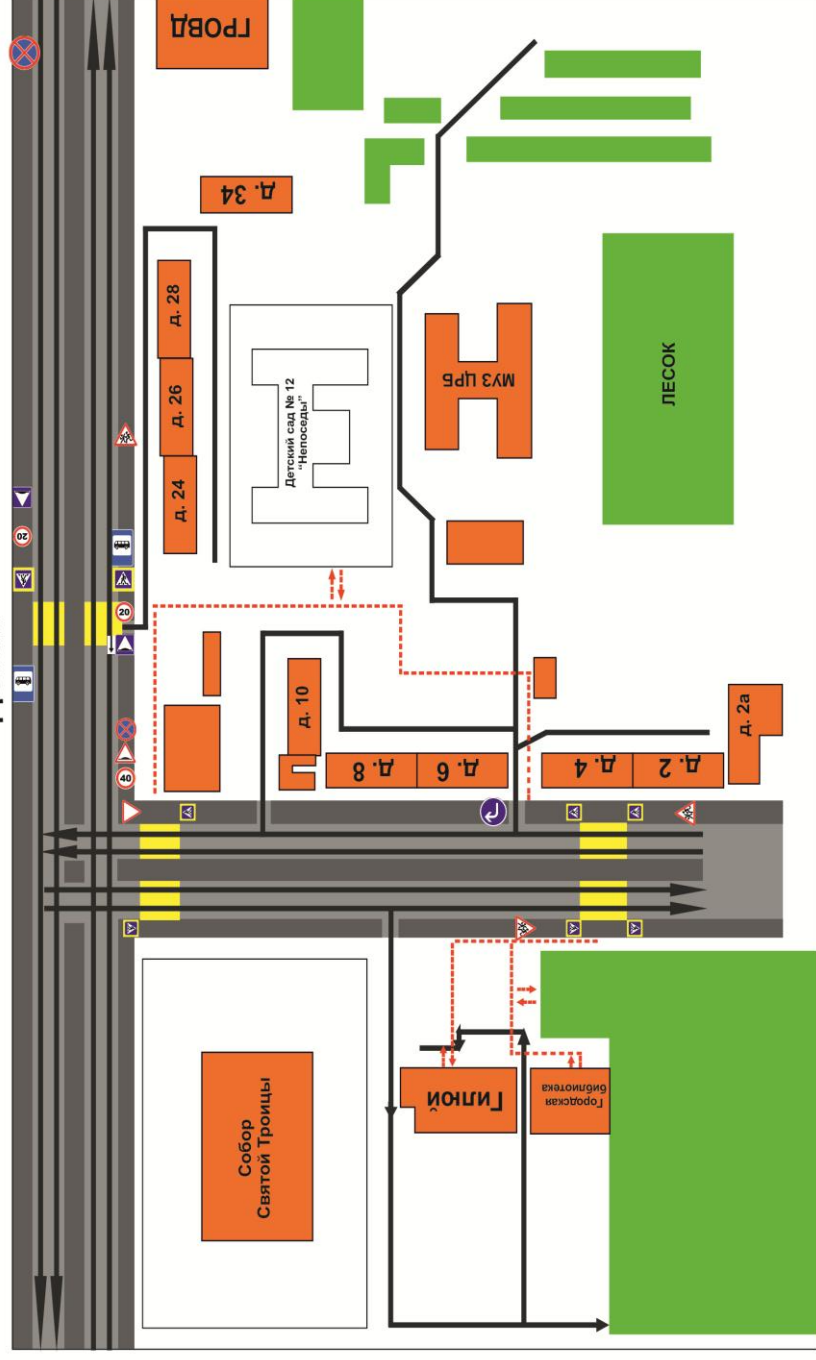 ГРОВД
д. 34
д. 28
д. 26
д. 24
Детский сад № 12
"Непоседы"
МУЗ ЦРБ
ЛЕСОК
20
20
40
д. 10
д. 8
д. 6
д. 4
д. 2
д. 2а
Собор
Святой Троицы
Гилюй
Городская
библиотека